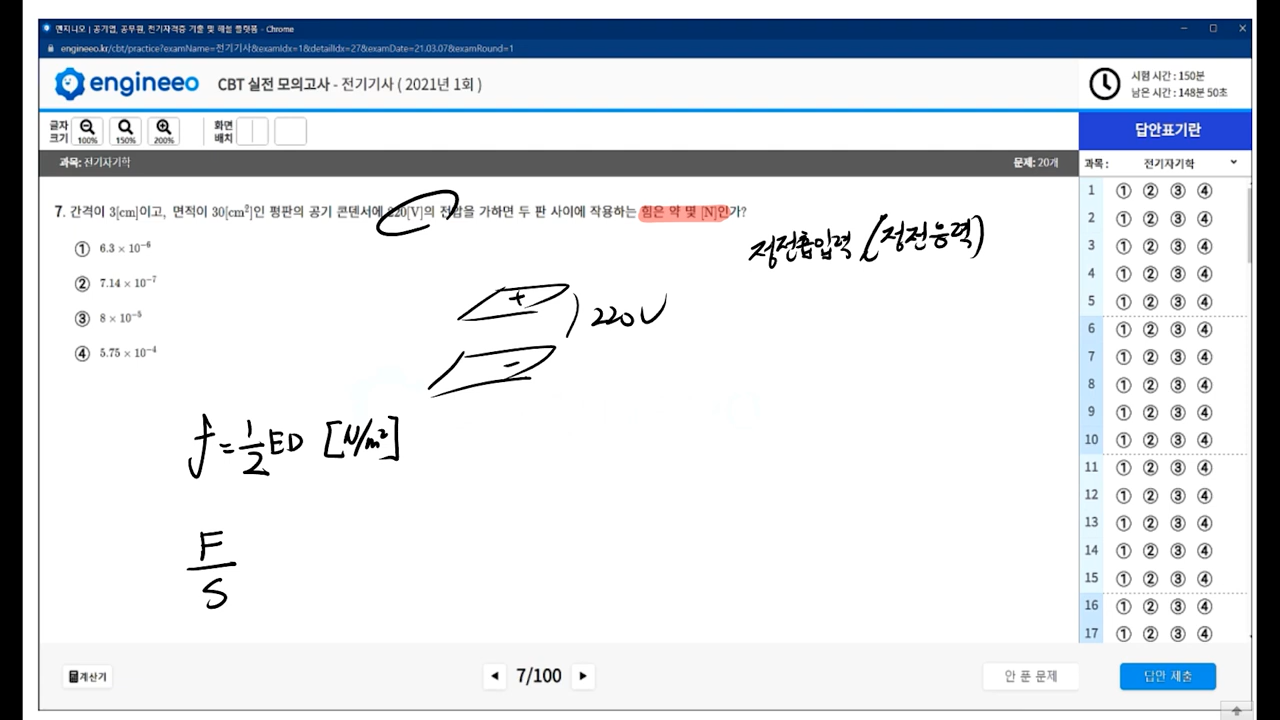 엔지니오 | 공기업, 공무원, 전기자격증 기출 및 해설 플랫폼 - Chrome
engineeo.kr/cbt/practice?examName=전기기사&examIdx=1&detailIdx=27&examDate=21.03.07&examRound=1
engineeo CBT 실전 모의고사 - 전기기사 ( 2021년 1회 )
시험 시간 : 150분
남은 시간 : 148분 50초
글자 크기 100% 150% 200% 화면 배치
답안표기란
과목: 전기자기학 문제: 20개
과목 : 전기자기학
7. 간격이 3[cm]이고, 면적이 30[cm²]인 평판의 공기 콘덴서에 220[V]의 전압을 가하면 두 판 사이에 작용하는 힘은 약 몇 [N]인가?
① 6.3 × 10⁻⁶
② 7.14 × 10⁻⁷
③ 8 × 10⁻⁵
④ 5.75 × 10⁻⁴
정전흡입력 (정전응력)
+
220V
-
f = 1/2 ED [N/m²]
F
S
1 ① ② ③ ④
2 ① ② ③ ④
3 ① ② ③ ④
4 ① ② ③ ④
5 ① ② ③ ④
6 ① ② ③ ④
7 ① ② ③ ④
8 ① ② ③ ④
9 ① ② ③ ④
10 ① ② ③ ④
11 ① ② ③ ④
12 ① ② ③ ④
13 ① ② ③ ④
14 ① ② ③ ④
15 ① ② ③ ④
16 ① ② ③ ④
17 ① ② ③ ④
계산기
◀ 7/100 ▶
안 푼 문제
답안 제출